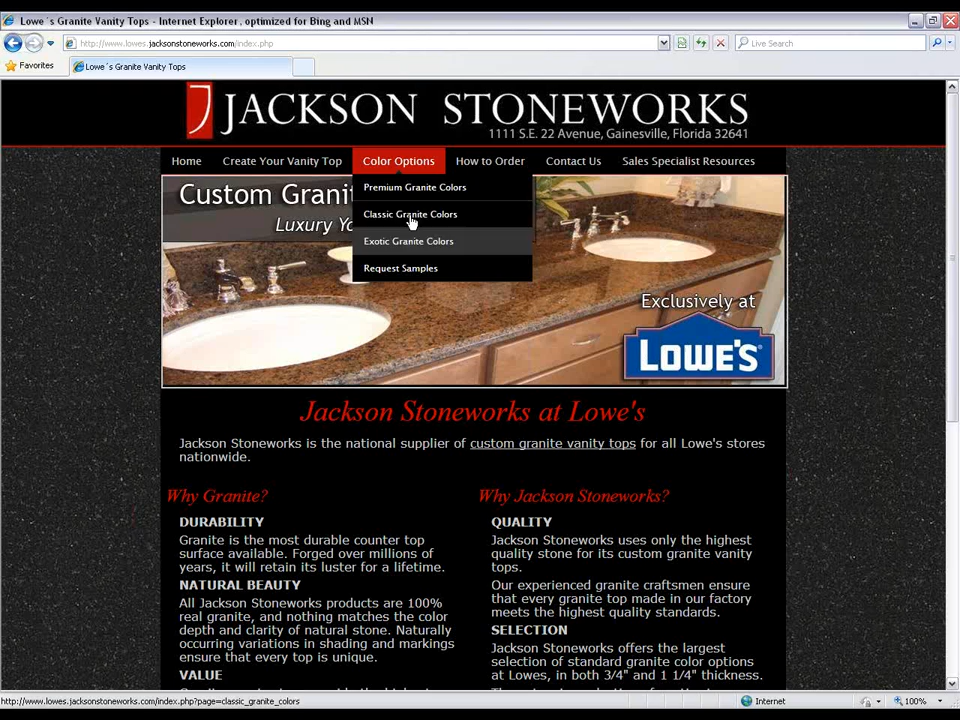 Lowe´s Granite Vanity Tops - Internet Explorer, optimized for Bing and MSN
http://www.lowes.jacksonstoneworks.com/index.php
Live Search
Favorites
Lowe´s Granite Vanity Tops
JACKSON STONEWORKS
1111 S.E. 22 Avenue, Gainesville, Florida 32641
Home Create Your Vanity Top Color Options How to Order Contact Us Sales Specialist Resources
Premium Granite Colors
Classic Granite Colors
Exotic Granite Colors
Request Samples
Custom Grani
Luxury Yo
Exclusively at
LOWE'S
Jackson Stoneworks at Lowe's
Jackson Stoneworks is the national supplier of custom granite vanity tops for all Lowe's stores
nationwide.
Why Granite?
DURABILITY
Granite is the most durable counter top
surface available. Forged over millions of
years, it will retain its luster for a lifetime.
NATURAL BEAUTY
All Jackson Stoneworks products are 100%
real granite, and nothing matches the color
depth and clarity of natural stone. Naturally
occurring variations in shading and markings
ensure that every top is unique.
VALUE
Why Jackson Stoneworks?
QUALITY
Jackson Stoneworks uses only the highest
quality stone for its custom granite vanity
tops.
Our experienced granite craftsmen ensure
that every granite top made in our factory
meets the highest quality standards.
SELECTION
Jackson Stoneworks offers the largest
selection of standard granite color options
at Lowes, in both 3/4" and 1 1/4" thickness.
http://www.lowes.jacksonstoneworks.com/index.php?page=classic_granite_colors
Internet
100%